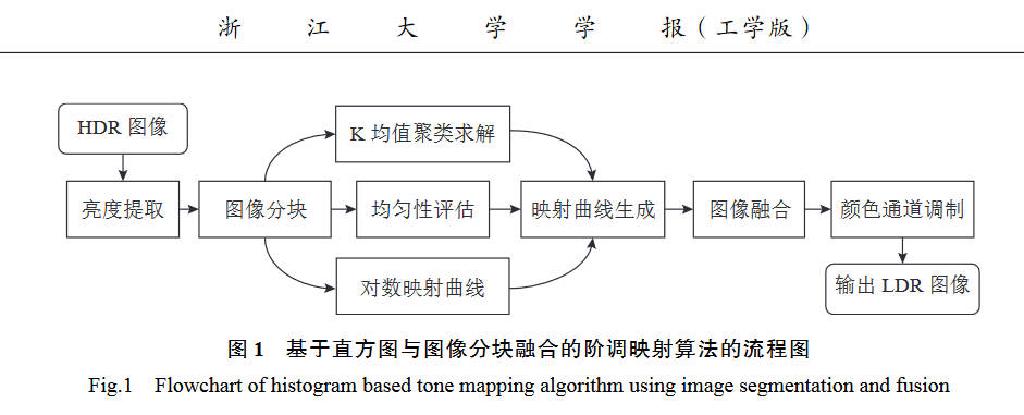 浙江大学学报(工学版)
HDR 图像
K 均值聚类求解
亮度提取
图像分块
均匀性评估
映射曲线生成
图像融合
颜色通道调制
对数映射曲线
输出 LDR 图像
图 1 基于直方图与图像分块融合的阶调映射算法的流程图
Fig.1 Flowchart of histogram based tone mapping algorithm using image segmentation and fusion